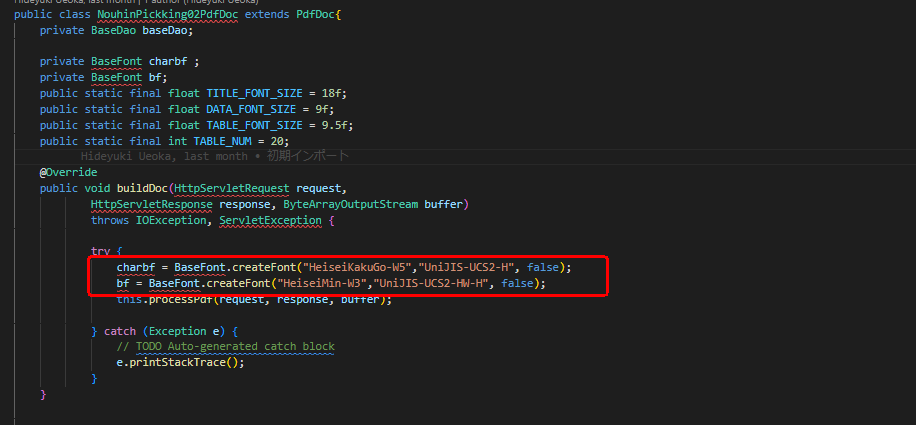 Hideyuki Ueoka, last month | 1 author (Hideyuki Ueoka)
public class NouhinPickking02PdfDoc extends PdfDoc{
private BaseDao baseDao;
private BaseFont charbf ;
private BaseFont bf;
public static final float TITLE_FONT_SIZE = 18f;
public static final float DATA_FONT_SIZE = 9f;
public static final float TABLE_FONT_SIZE = 9.5f;
public static final int TABLE_NUM = 20;
Hideyuki Ueoka, last month • 初期インポート
@Override
public void buildDoc(HttpServletRequest request,
HttpServletResponse response, ByteArrayOutputStream buffer)
throws IOException, ServletException {
try {
charbf = BaseFont.createFont("HeiseiKakuGo-W5","UniJIS-UCS2-H", false);
bf = BaseFont.createFont("HeiseiMin-W3","UniJIS-UCS2-HW-H", false);
this.processPdf(request, response, buffer);
} catch (Exception e) {
// TODO Auto-generated catch block
e.printStackTrace();
}
}